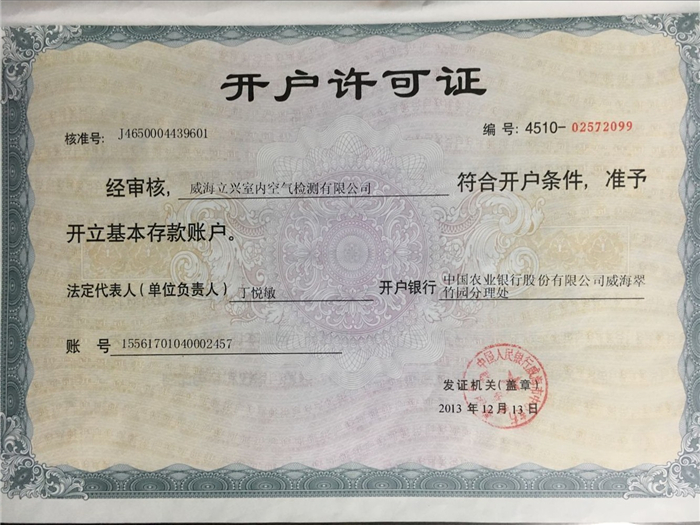 开户许可证
核准号: J4650004439601 编 号: 4510-02572099
经审核, 威海立兴室内空气检测有限公司 符合开户条件, 准予
开立基本存款账户。
法定代表人(单位负责人) 丁悦敏 开户银行 中国农业银行股份有限公司威海翠
竹园分理处
账 号 15561701040002457
发证机关(盖章)
2013 年 12 月 13 日